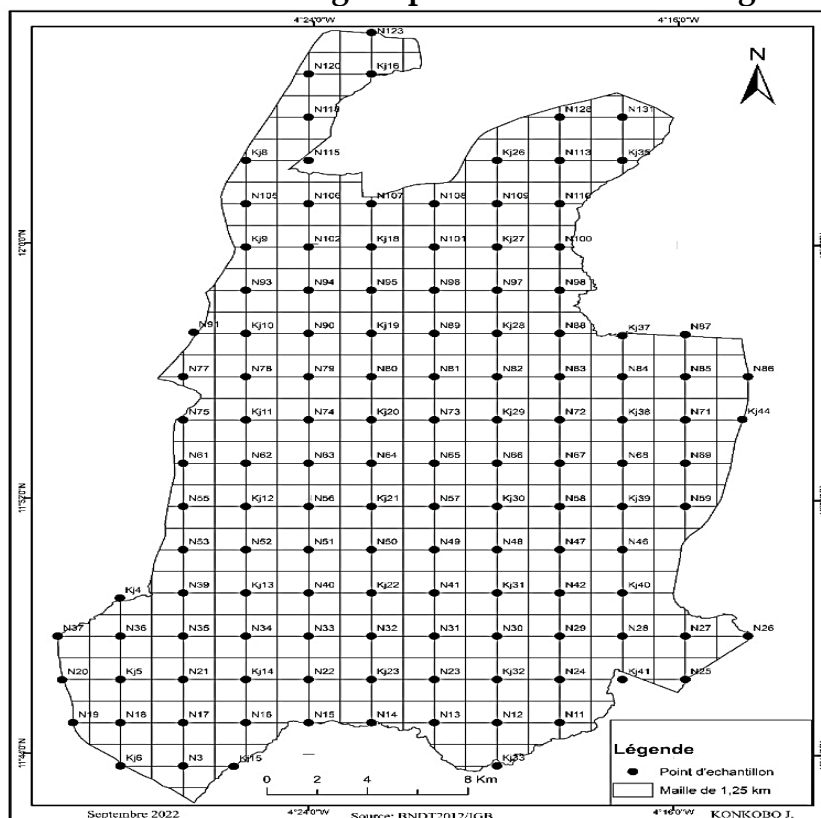 4°24'0"W 4°16'0"W
N123
N
N120 Kj16
N118 N128 N131
Kj8 N115 Kj26 N113 Kj35
N105 N106 N107 N108 N109 N110
12°0'0"N
Kj9 N102 Kj18 N101 Kj27 N100
N93 N94 N95 N96 N97 N98
N91 Kj10 N90 Kj19 N89 Kj28 N88 Kj37 N87
N77 N78 N79 N80 N81 N82 N83 N84 N85 N86
N75 Kj11 N74 Kj20 N73 Kj29 N72 Kj38 N71 Kj44
N61 N62 N63 N64 N65 N66 N67 N68 N69
N55 Kj12 N56 Kj21 N57 Kj30 N58 Kj39 N59
N53 N52 N51 N50 N49 N48 N47 N46
Kj4 N39 Kj13 N40 Kj22 N41 Kj31 N42 Kj40
N37 N36 N35 N34 N33 N32 N31 N30 N29 N28 N27 N26
N20 Kj5 N21 Kj14 N22 Kj23 N23 Kj32 N24 Kj41 N25
N19 N18 N17 N16 N15 N14 N13 N12 N11
Kj6 N3 Kj15 Kj33
Légende
Point d'echantillon
Maille de 1,25 km
0 2 4 8 Km
Septembre 2022 4°24'0"W Source: BNDT2012/IGB 4°16'0"W KONKOBO J.